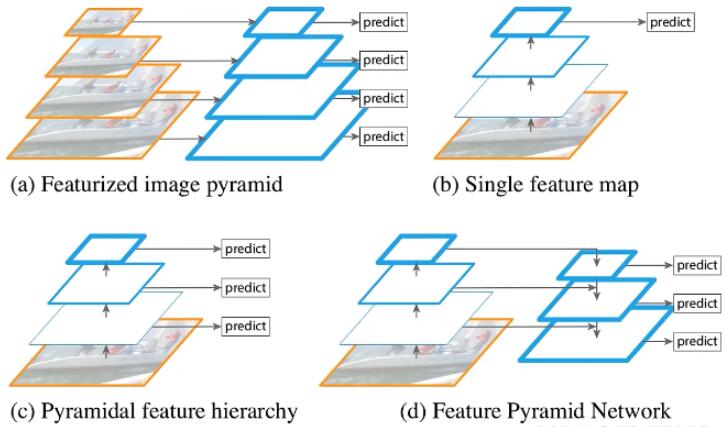 predict
predict
predict
predict
predict
(a) Featurized image pyramid
(b) Single feature map
predict
predict
predict
predict
predict
predict
(c) Pyramidal feature hierarchy
(d) Feature Pyramid Network